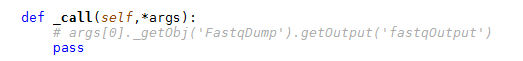 def _call(self,*args):
    # args[0]._getObj('FastqDump').getOutput('fastqOutput')
    pass